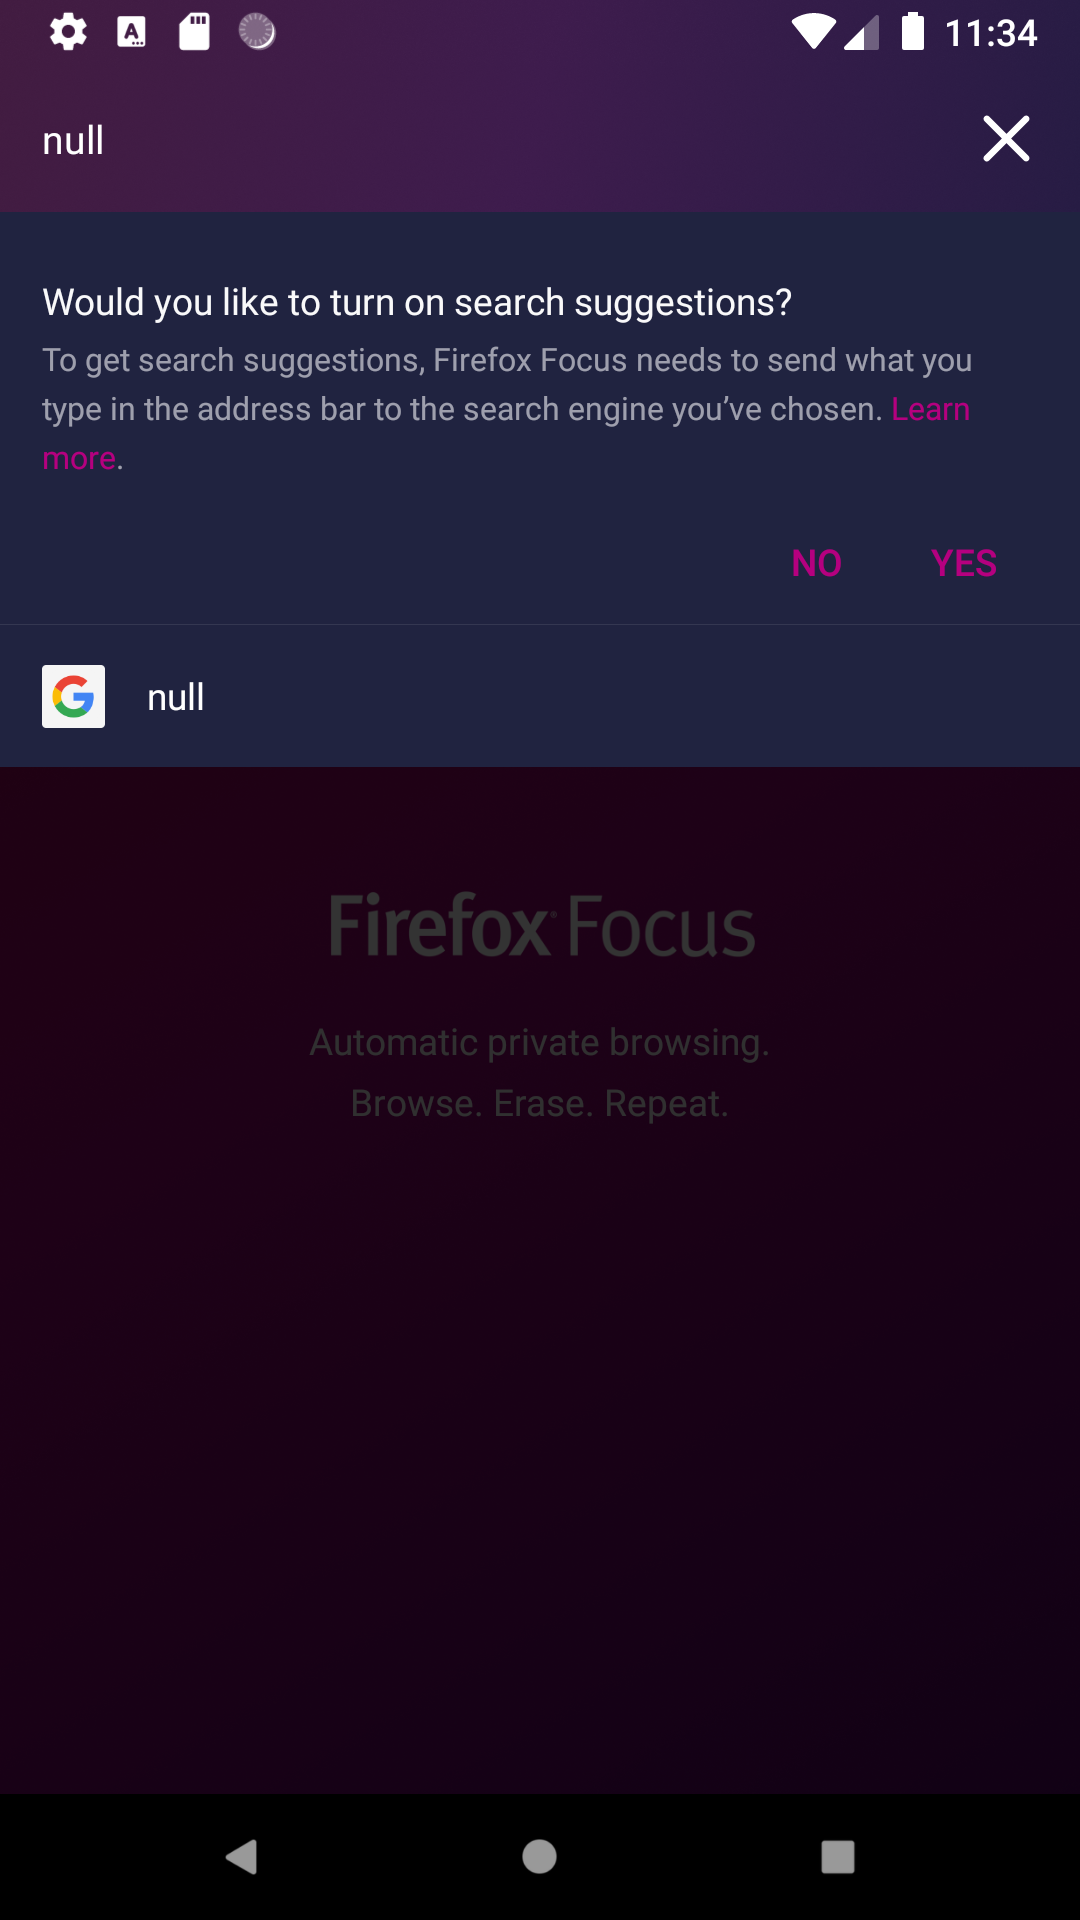 11:34
null
Would you like to turn on search suggestions?
To get search suggestions, Firefox Focus needs to send what you
type in the address bar to the search engine you’ve chosen. Learn
more.
NO YES
null
Firefox Focus
Automatic private browsing.
Browse. Erase. Repeat.